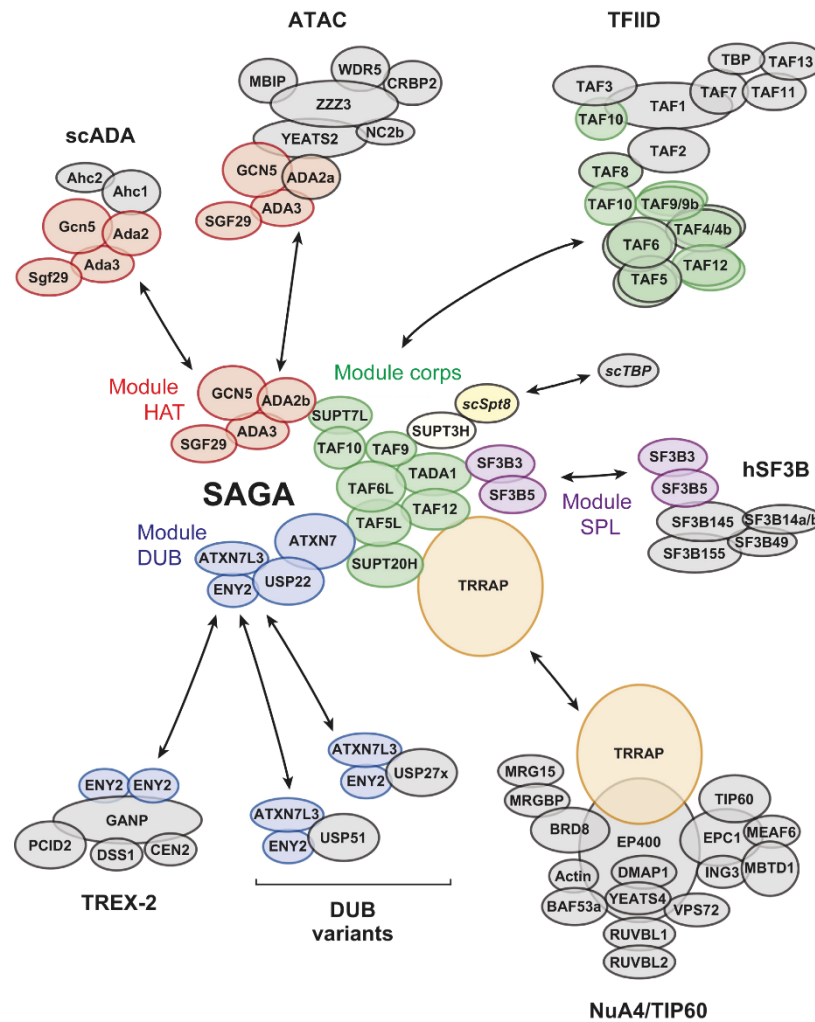 ATAC
TFIID
MBIP
WDR5
CRBP2
ZZZ3
YEATS2
NC2b
GCN5
ADA2a
ADA3
SGF29
TBP
TAF13
TAF3
TAF7
TAF11
TAF1
TAF10
TAF2
TAF8
TAF10
TAF9/9b
TAF4/4b
TAF6
TAF12
TAF5
scADA
Ahc2
Ahc1
Gcn5
Ada2
Ada3
Sgf29
Module
HAT
GCN5
ADA2b
ADA3
SGF29
Module corps
SUPT7L
TAF10
TAF9
TADA1
TAF6L
TAF12
TAF5L
SUPT20H
scSpt8
SUPT3H
scTBP
SF3B3
SF3B5
Module
SPL
hSF3B
SF3B3
SF3B5
SF3B145
SF3B14a/b
SF3B49
SF3B155
SAGA
Module
DUB
ATXN7
ATXN7L3
USP22
ENY2
TRRAP
ENY2
ENY2
GANP
PCID2
DSS1
CEN2
TREX-2
ATXN7L3
ENY2
USP27x
ATXN7L3
ENY2
USP51
DUB
variants
TRRAP
MRG15
MRGBP
BRD8
EP400
TIP60
EPC1
MEAF6
ING3
MBTD1
Actin
DMAP1
BAF53a
YEATS4
VPS72
RUVBL1
RUVBL2
NuA4/TIP60